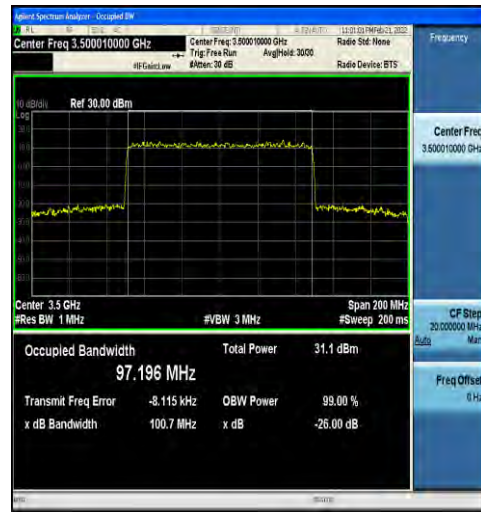 Agilent Spectrum Analyzer - Occupied BW
Center Freq 3.500010000 GHz
Center Freq: 3.500010000 GHz
Radio Std: None
Trig: Free Run Avg|Hold: 30/30
#IFGain:Low #Atten: 30 dB Radio Device: BTS
Frequency
10 dB/div Ref 30.00 dBm
Log
Center Freq
3.500010000 GHz
Center 3.5 GHz Span 200 MHz
#Res BW 1 MHz #VBW 3 MHz #Sweep 200 ms
CF Step
20.000000 MHz
Auto Man
Occupied Bandwidth Total Power 31.1 dBm
97.196 MHz
Transmit Freq Error -8.115 kHz OBW Power 99.00 %
x dB Bandwidth 100.7 MHz x dB -26.00 dB
Freq Offset
0 Hz